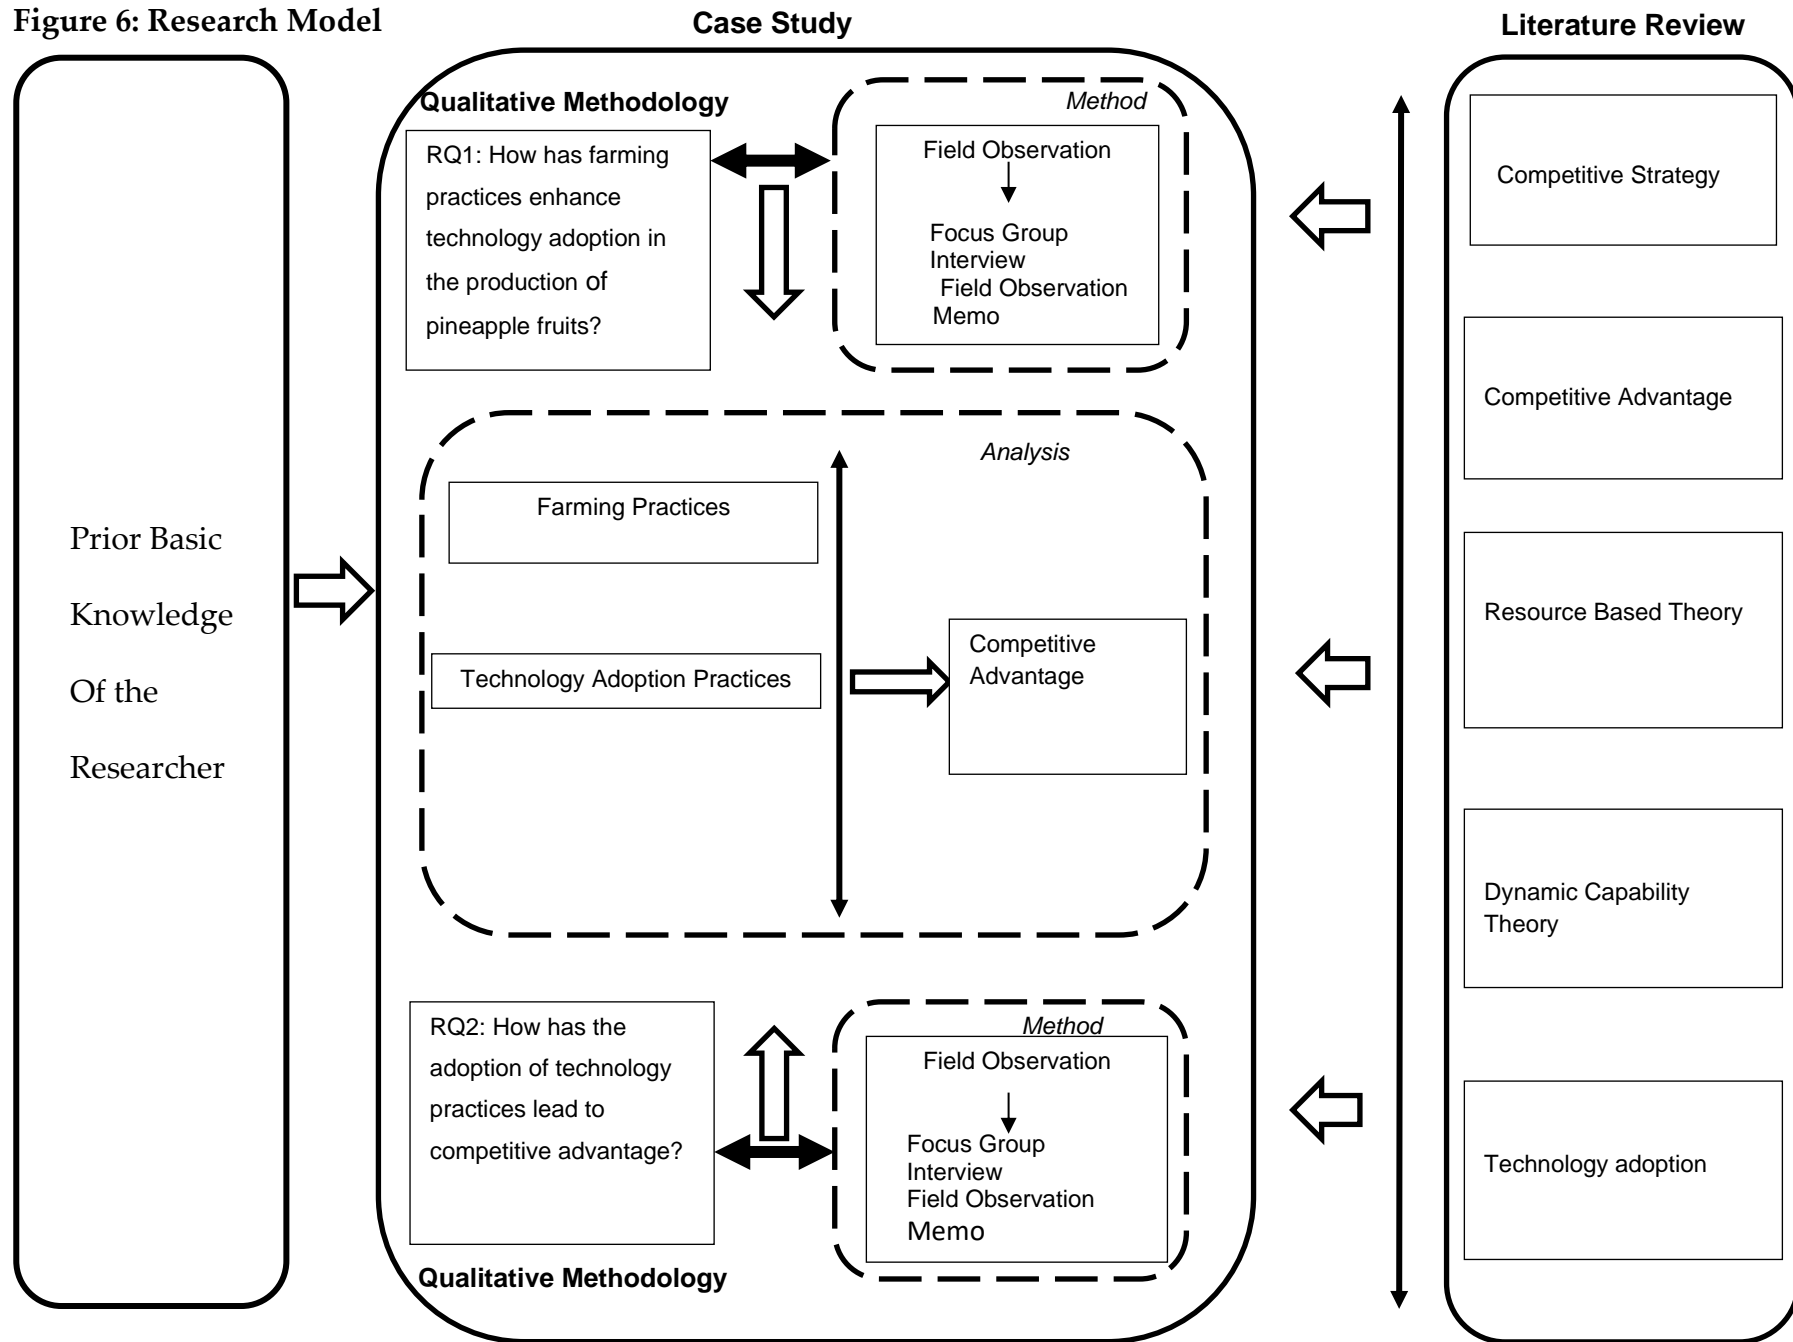 Figure 6: Research Model
Case Study
Literature Review
Prior Basic
Knowledge
Of the
Researcher
Qualitative Methodology
RQ1: How has farming
practices enhance
technology adoption in
the production of
pineapple fruits?
Method
Field Observation
Focus Group
Interview
Field Observation
Memo
Analysis
Farming Practices
Technology Adoption Practices
Competitive
Advantage
RQ2: How has the
adoption of technology
practices lead to
competitive advantage?
Method
Field Observation
Focus Group
Interview
Field Observation
Memo
Qualitative Methodology
Competitive Strategy
Competitive Advantage
Resource Based Theory
Dynamic Capability
Theory
Technology adoption